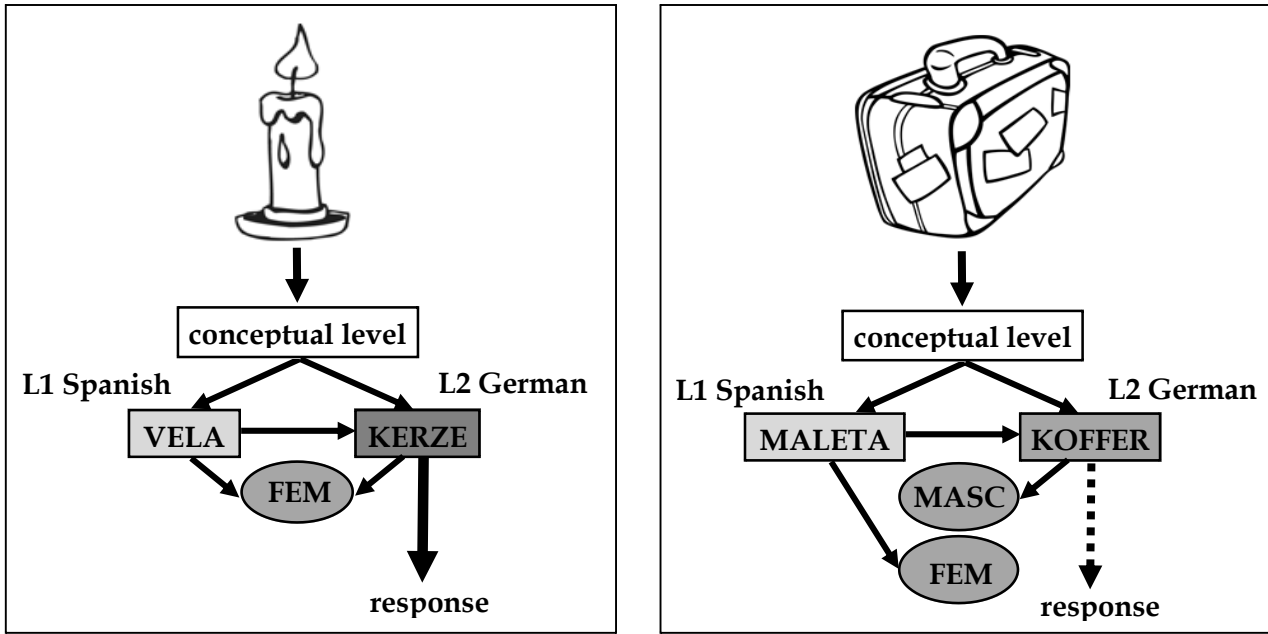 conceptual level
L1 Spanish
L2 German
VELA
KERZE
FEM
response
conceptual level
L1 Spanish
L2 German
MALETA
KOFFER
MASC
FEM
response